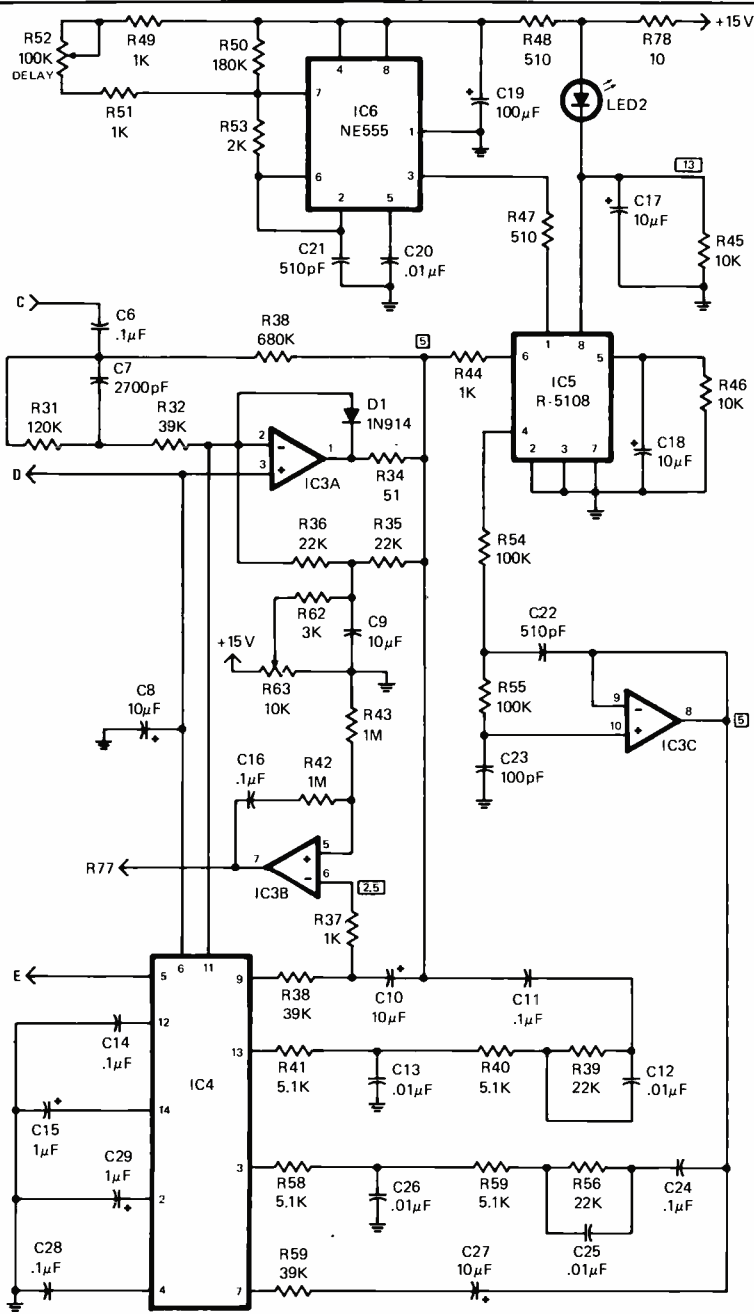 R52
100K
DELAY
R49
1K
R50
180K
R51
1K
R53
2K
4
8
7
6
2
5
1
3
IC6
NE555
C19
100µF
+
R48
510
R78
10
+15 V
LED2
13
C17
10µF
+
R45
10K
R47
510
C21
510pF
C20
.01µF
C
C6
.1µF
C7
2700pF
R38
680K
5
R44
1K
1
8
6
5
4
2
3
7
IC5
R-5108
R46
10K
C18
10µF
+
R31
120K
R32
39K
D1
1N914
2
3
1
-
+
IC3A
R34
51
D
R36
22K
R35
22K
R62
3K
C9
10µF
+15 V
R63
10K
R54
100K
C22
510pF
R55
100K
9
10
8
-
+
IC3C
5
C23
100pF
C8
10µF
+
R43
1M
C16
.1µF
R42
1M
R77
7
5
6
+
-
IC3B
2.5
R37
1K
E
5
6
11
9
12
13
14
3
2
4
7
IC4
R38
39K
C10
10µF
+
C11
.1µF
C14
.1µF
R41
5.1K
C13
.01µF
R40
5.1K
R39
22K
C12
.01µF
C15
1µF
+
C29
1µF
+
R58
5.1K
C26
.01µF
R59
5.1K
R56
22K
C24
.1µF
C25
.01µF
C28
.1µF
R59
39K
C27
10µF
+